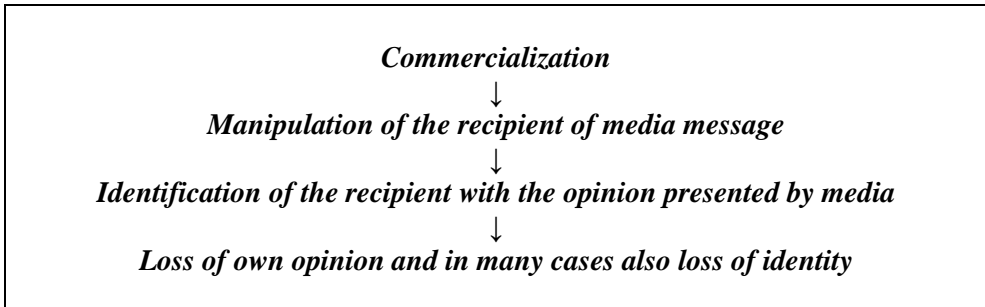 Commercialization
↓
Manipulation of the recipient of media message
↓
Identification of the recipient with the opinion presented by media
↓
Loss of own opinion and in many cases also loss of identity